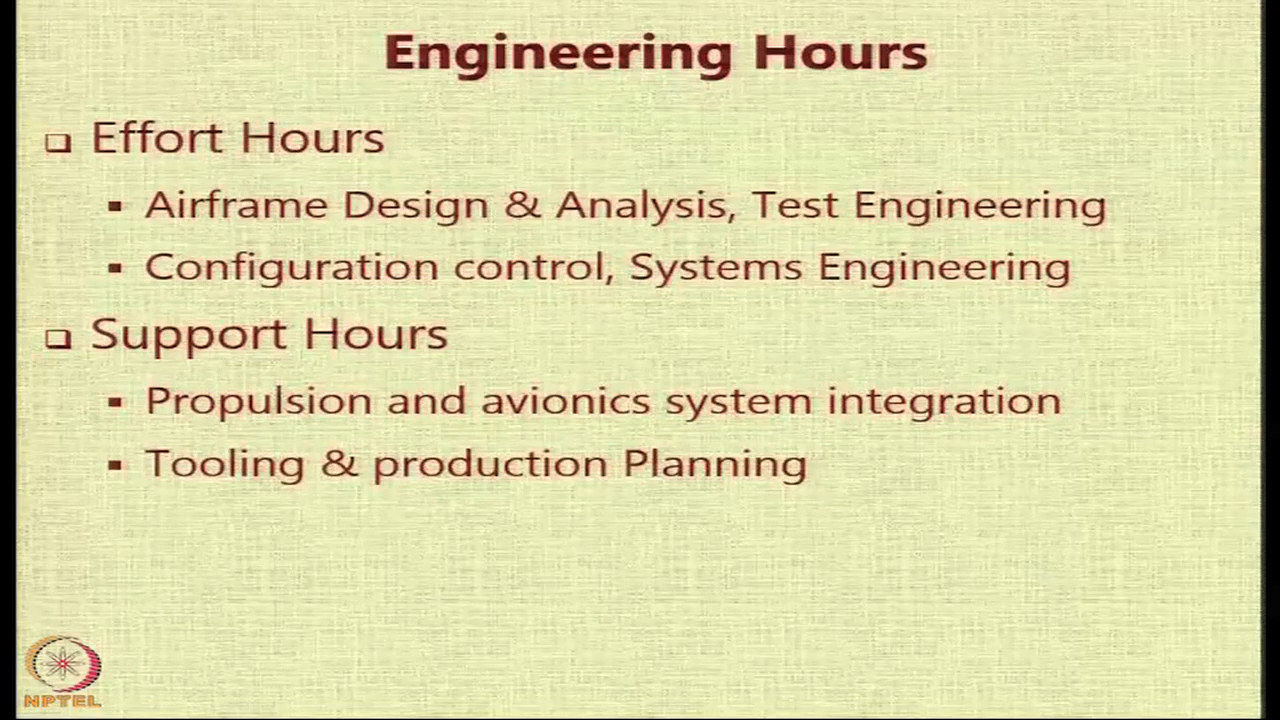 Engineering Hours
Effort Hours
Airframe Design & Analysis, Test Engineering
Configuration control, Systems Engineering
Support Hours
Propulsion and avionics system integration
Tooling & production Planning
NPTEL